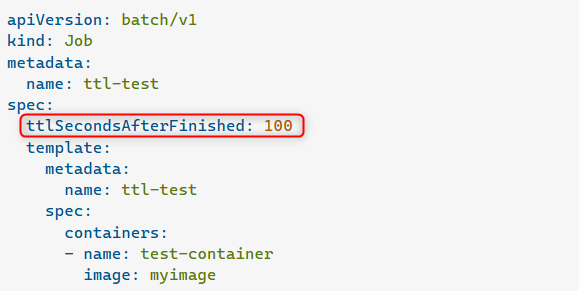 apiVersion: batch/v1
kind: Job
metadata:
  name: ttl-test
spec:
  ttlSecondsAfterFinished: 100
  template:
    metadata:
      name: ttl-test
    spec:
      containers:
      - name: test-container
        image: myimage